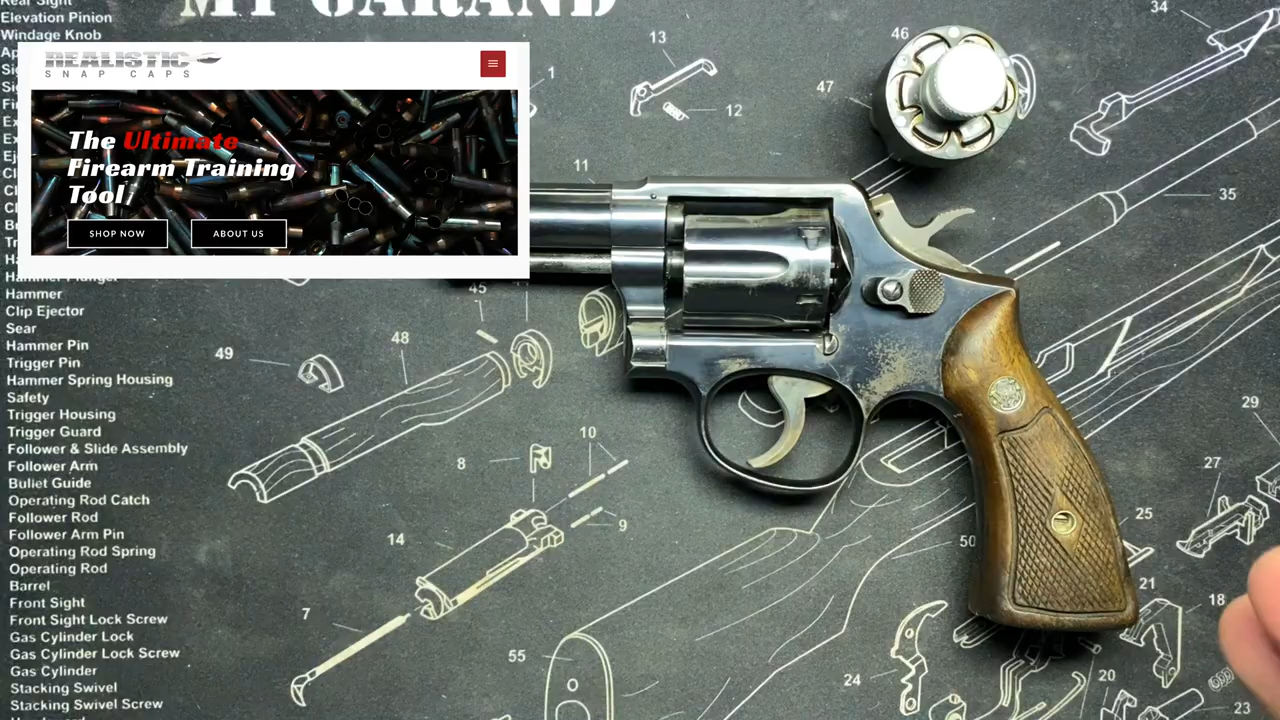 M1 GARAND
Rear Sight
Elevation Pinion
Windage Knob
REALISTIC
SNAP CAPS
The Ultimate
Firearm Training
Tool
SHOP NOW
ABOUT US
Hammer Plunger
Hammer
Clip Ejector
Sear
Hammer Pin
Trigger Pin
Hammer Spring Housing
Safety
Trigger Housing
Trigger Guard
Follower & Slide Assembly
Follower Arm
Bullet Guide
Operating Rod Catch
Follower Rod
Follower Arm Pin
Operating Rod Spring
Operating Rod
Barrel
Front Sight
Front Sight Lock Screw
Gas Cylinder Lock
Gas Cylinder Lock Screw
Gas Cylinder
Stacking Swivel
Stacking Swivel Screw
34
46
13
1
47
12
11
35
45
48
49
29
10
8
27
9
25
14
50
21
7
18
55
24
20
23